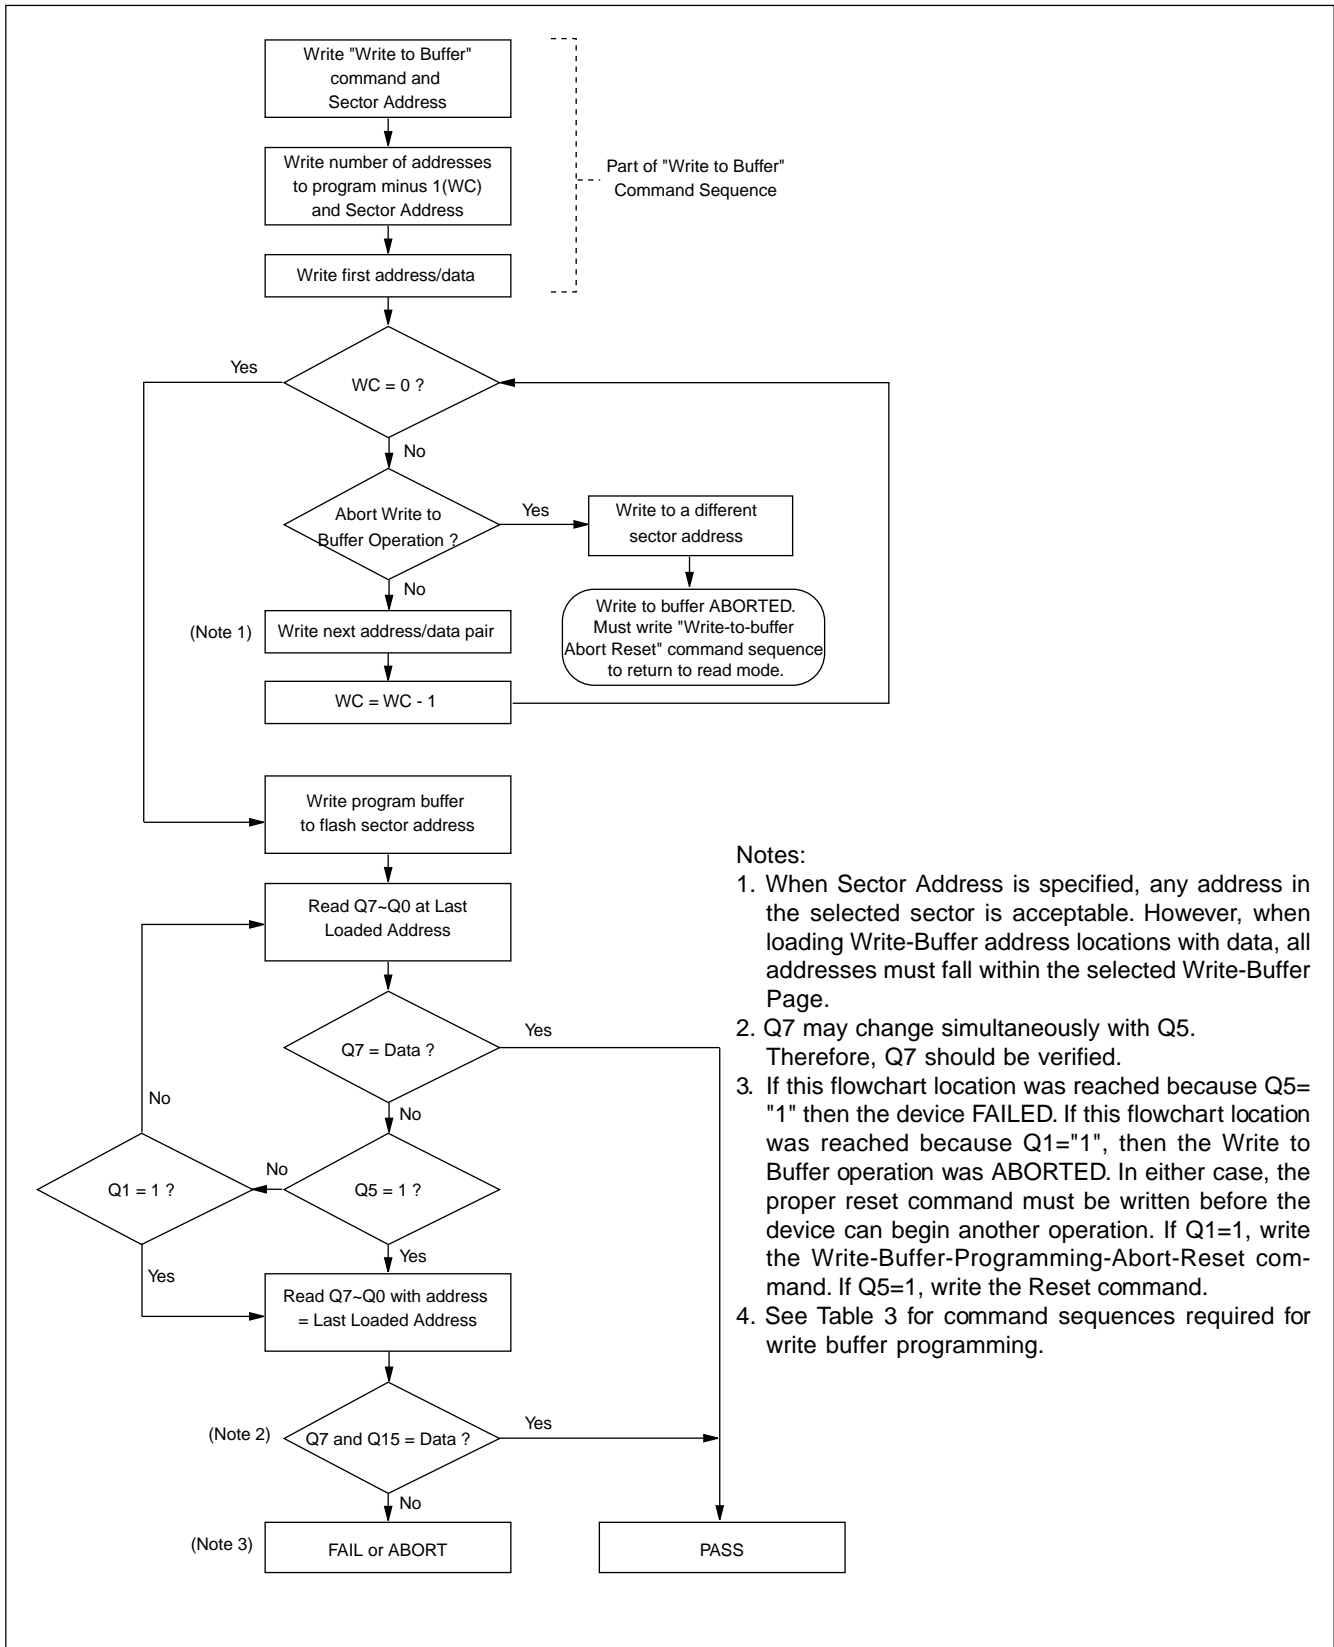 Write "Write to Buffer"
command and
Sector Address
Write number of addresses
to program minus 1(WC)
and Sector Address
Part of "Write to Buffer"
Command Sequence
Write first address/data
Yes
WC = 0 ?
No
Abort Write to
Buffer Operation ?
Yes
Write to a different
sector address
No
Write to buffer ABORTED.
Must write "Write-to-buffer
Abort Reset" command sequence
to return to read mode.
(Note 1)
Write next address/data pair
WC = WC - 1
Write program buffer
to flash sector address
Read Q7~Q0 at Last
Loaded Address
Yes
Q7 = Data ?
No
No
No
Q1 = 1 ?
Q5 = 1 ?
Yes
Yes
Read Q7~Q0 with address
= Last Loaded Address
(Note 2)
Q7 and Q15 = Data ?
Yes
No
(Note 3)
FAIL or ABORT
PASS
Notes:
1. When Sector Address is specified, any address in
the selected sector is acceptable. However, when
loading Write-Buffer address locations with data, all
addresses must fall within the selected Write-Buffer
Page.
2. Q7 may change simultaneously with Q5.
Therefore, Q7 should be verified.
3. If this flowchart location was reached because Q5=
"1" then the device FAILED. If this flowchart location
was reached because Q1="1", then the Write to
Buffer operation was ABORTED. In either case, the
proper reset command must be written before the
device can begin another operation. If Q1=1, write
the Write-Buffer-Programming-Abort-Reset com-
mand. If Q5=1, write the Reset command.
4. See Table 3 for command sequences required for
write buffer programming.